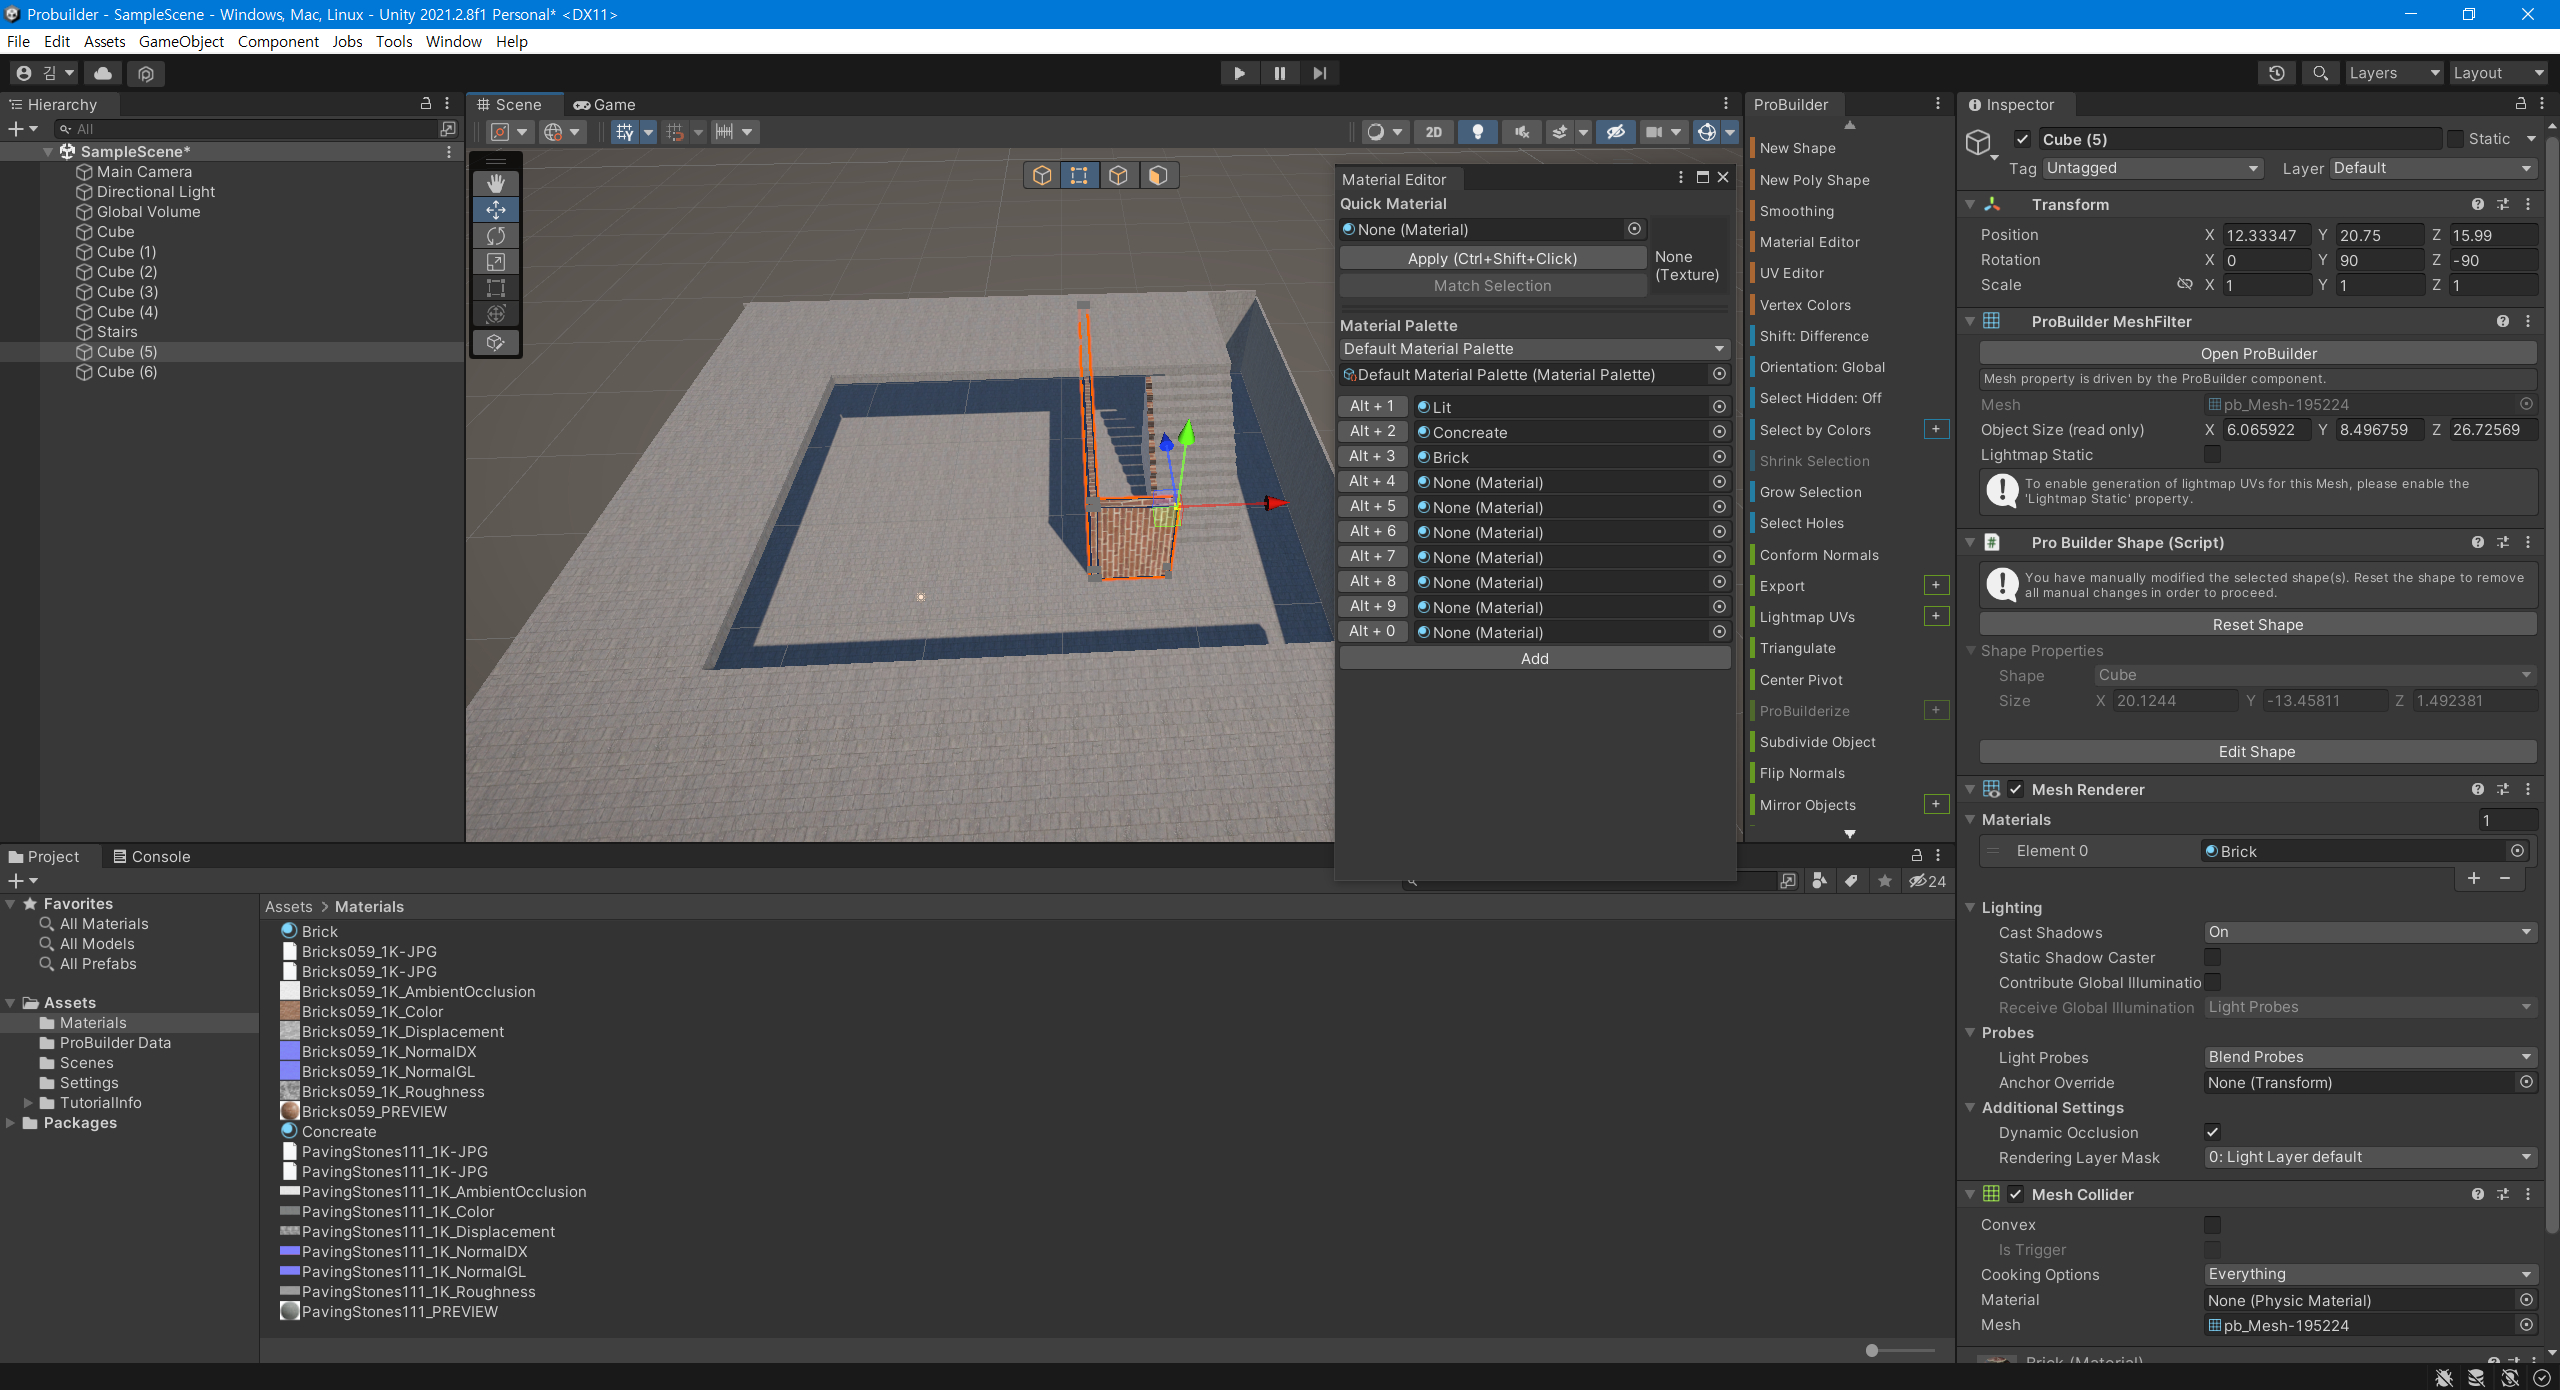 Probuilder - SampleScene - Windows, Mac, Linux - Unity 2021.2.8f1 Personal* <DX11>
File Edit Assets GameObject Component Jobs Tools Window Help
김
Layers Layout
Hierarchy
All
SampleScene*
Main Camera
Directional Light
Global Volume
Cube
Cube (1)
Cube (2)
Cube (3)
Cube (4)
Stairs
Cube (5)
Cube (6)
Scene Game
2D
Material Editor
Quick Material
None (Material)
Apply (Ctrl+Shift+Click)
Match Selection
None
(Texture)
Material Palette
Default Material Palette
Default Material Palette (Material Palette)
Alt + 1 Lit
Alt + 2 Concreate
Alt + 3 Brick
Alt + 4 None (Material)
Alt + 5 None (Material)
Alt + 6 None (Material)
Alt + 7 None (Material)
Alt + 8 None (Material)
Alt + 9 None (Material)
Alt + 0 None (Material)
Add
ProBuilder
New Shape
New Poly Shape
Smoothing
Material Editor
UV Editor
Vertex Colors
Shift: Difference
Orientation: Global
Select Hidden: Off
Select by Colors +
Shrink Selection
Grow Selection
Select Holes
Conform Normals
Export +
Lightmap UVs +
Triangulate
Center Pivot
ProBuilderize +
Subdivide Object
Flip Normals
Mirror Objects +
Inspector
Cube (5) Static
Tag Untagged Layer Default
Transform
Position X 12.33347 Y 20.75 Z 15.99
Rotation X 0 Y 90 Z -90
Scale X 1 Y 1 Z 1
ProBuilder MeshFilter
Open ProBuilder
Mesh property is driven by the ProBuilder component.
Mesh pb_Mesh-195224
Object Size (read only) X 6.065922 Y 8.496759 Z 26.72569
Lightmap Static
To enable generation of lightmap UVs for this Mesh, please enable the
'Lightmap Static' property.
Pro Builder Shape (Script)
You have manually modified the selected shape(s). Reset the shape to remove
all manual changes in order to proceed.
Reset Shape
Shape Properties
Shape Cube
Size X 20.1244 Y -13.45811 Z 1.492381
Edit Shape
Mesh Renderer
Materials 1
Element 0 Brick
+ −
Lighting
Cast Shadows On
Static Shadow Caster
Contribute Global Illuminatio
Receive Global Illumination Light Probes
Probes
Light Probes Blend Probes
Anchor Override None (Transform)
Additional Settings
Dynamic Occlusion
Rendering Layer Mask 0: Light Layer default
Mesh Collider
Convex
Is Trigger
Cooking Options Everything
Material None (Physic Material)
Mesh pb_Mesh-195224
Brick (Material)
Project Console
24
Favorites
All Materials
All Models
All Prefabs
Assets
Materials
ProBuilder Data
Scenes
Settings
TutorialInfo
Packages
Assets > Materials
Brick
Bricks059_1K-JPG
Bricks059_1K-JPG
Bricks059_1K_AmbientOcclusion
Bricks059_1K_Color
Bricks059_1K_Displacement
Bricks059_1K_NormalDX
Bricks059_1K_NormalGL
Bricks059_1K_Roughness
Bricks059_PREVIEW
Concreate
PavingStones111_1K-JPG
PavingStones111_1K-JPG
PavingStones111_1K_AmbientOcclusion
PavingStones111_1K_Color
PavingStones111_1K_Displacement
PavingStones111_1K_NormalDX
PavingStones111_1K_NormalGL
PavingStones111_1K_Roughness
PavingStones111_PREVIEW